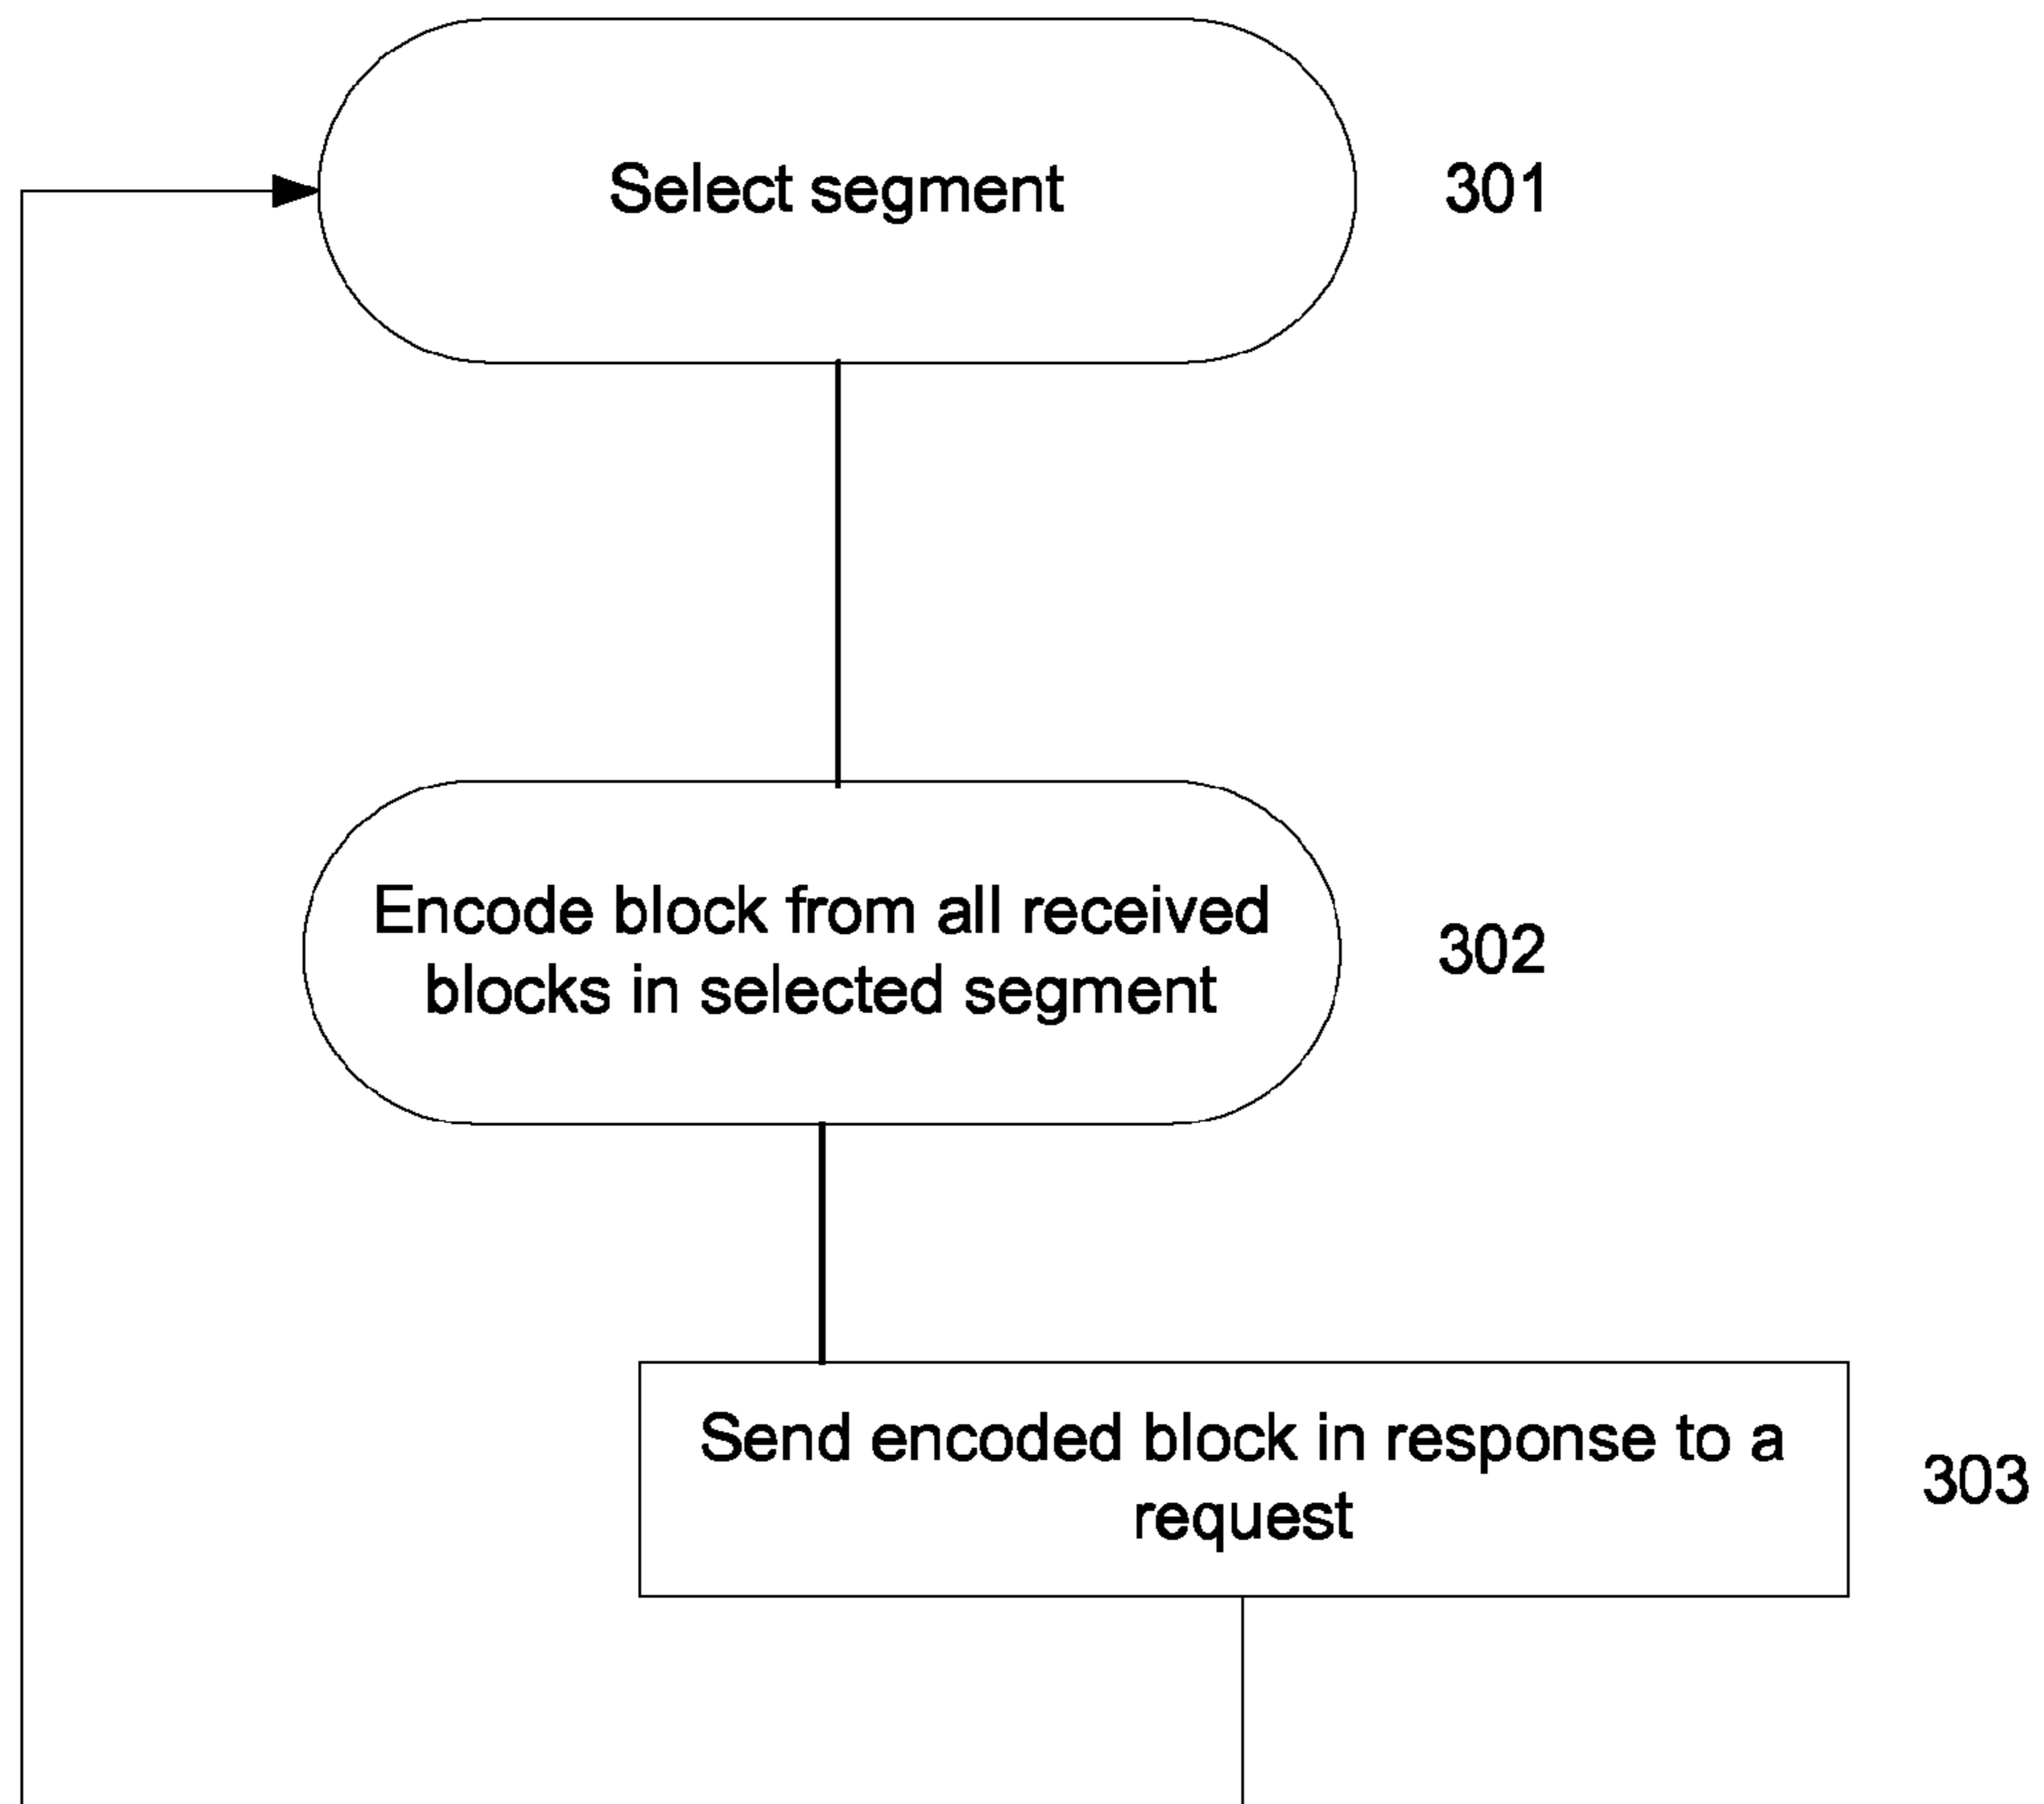 Select segment
301
Encode block from all received
blocks in selected segment
302
Send encoded block in response to a
request
303